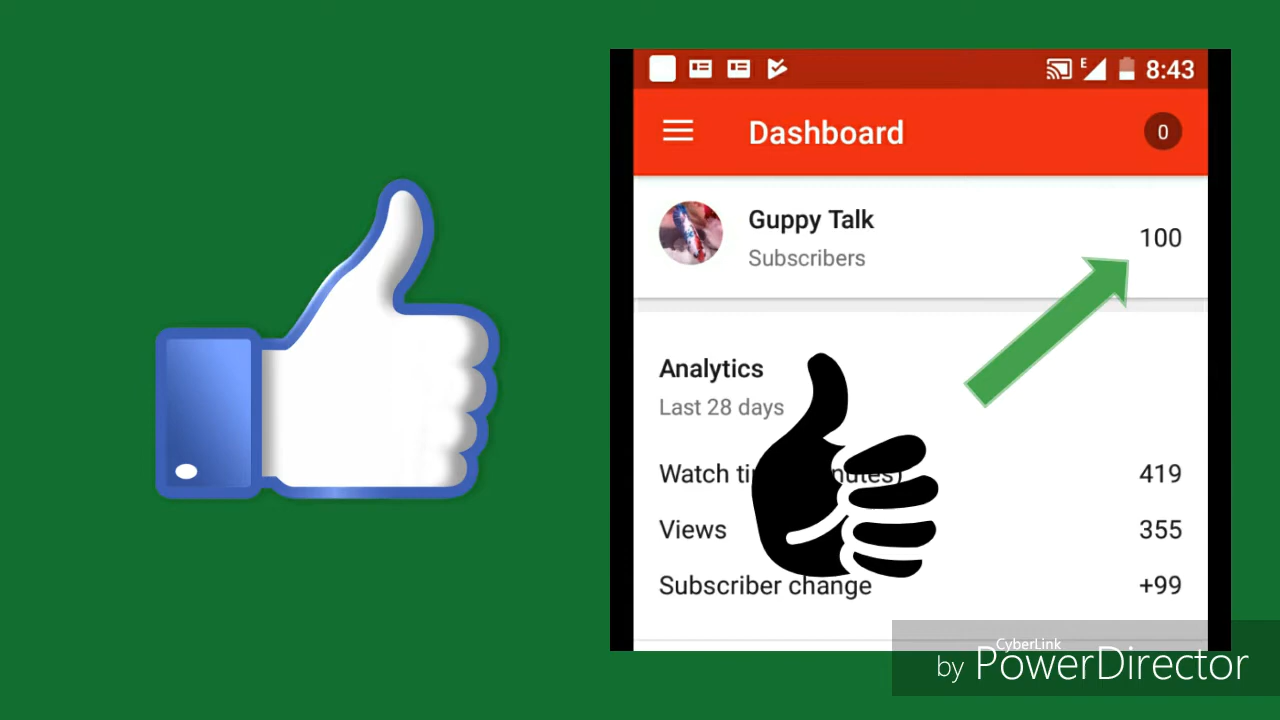 E 8:43
Dashboard 0
Guppy Talk
Subscribers 100
Analytics
Last 28 days
Watch ti nutes) 419
Views 355
Subscriber change +99
CyberLink
by PowerDirector